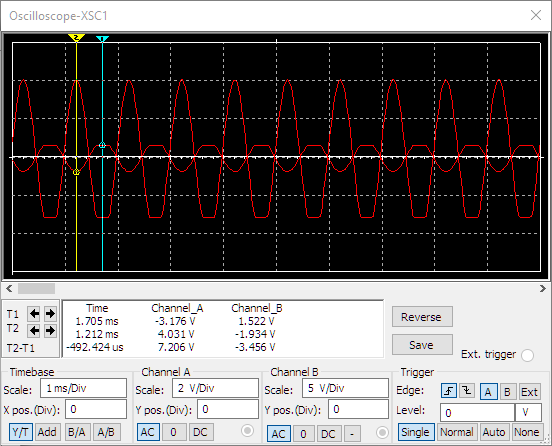 Oscilloscope-XSC1
2 1
T1
T2
T2-T1
Time Channel_A Channel_B
1.705 ms -3.176 V 1.522 V
1.212 ms 4.031 V -1.934 V
-492.424 us 7.206 V -3.456 V
Reverse
Save
Ext. trigger
Timebase
Scale: 1 ms/Div
X pos.(Div): 0
Y/T Add B/A A/B
Channel A
Scale: 2 V/Div
Y pos.(Div): 0
AC 0 DC
Channel B
Scale: 5 V/Div
Y pos.(Div): 0
AC 0 DC -
Trigger
Edge: A B Ext
Level: 0 V
Single Normal Auto None